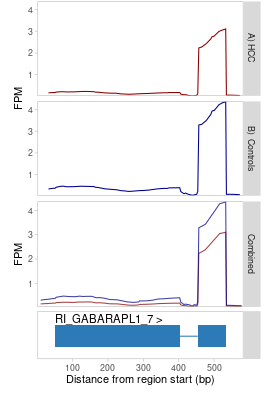 4
3
2
1
A) HCC
FPM
4
3
2
1
B) Controls
4
3
2
1
Combined
FPM
RI_GABARAPL1_7 >
100 200 300 400 500
Distance from region start (bp)